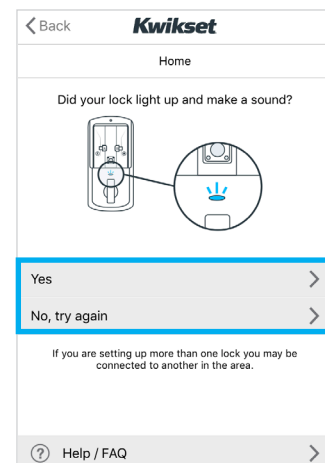 Back
Kwikset
Home
Did your lock light up and make a sound?
Yes
No, try again
If you are setting up more than one lock you may be
connected to another in the area.
? Help / FAQ